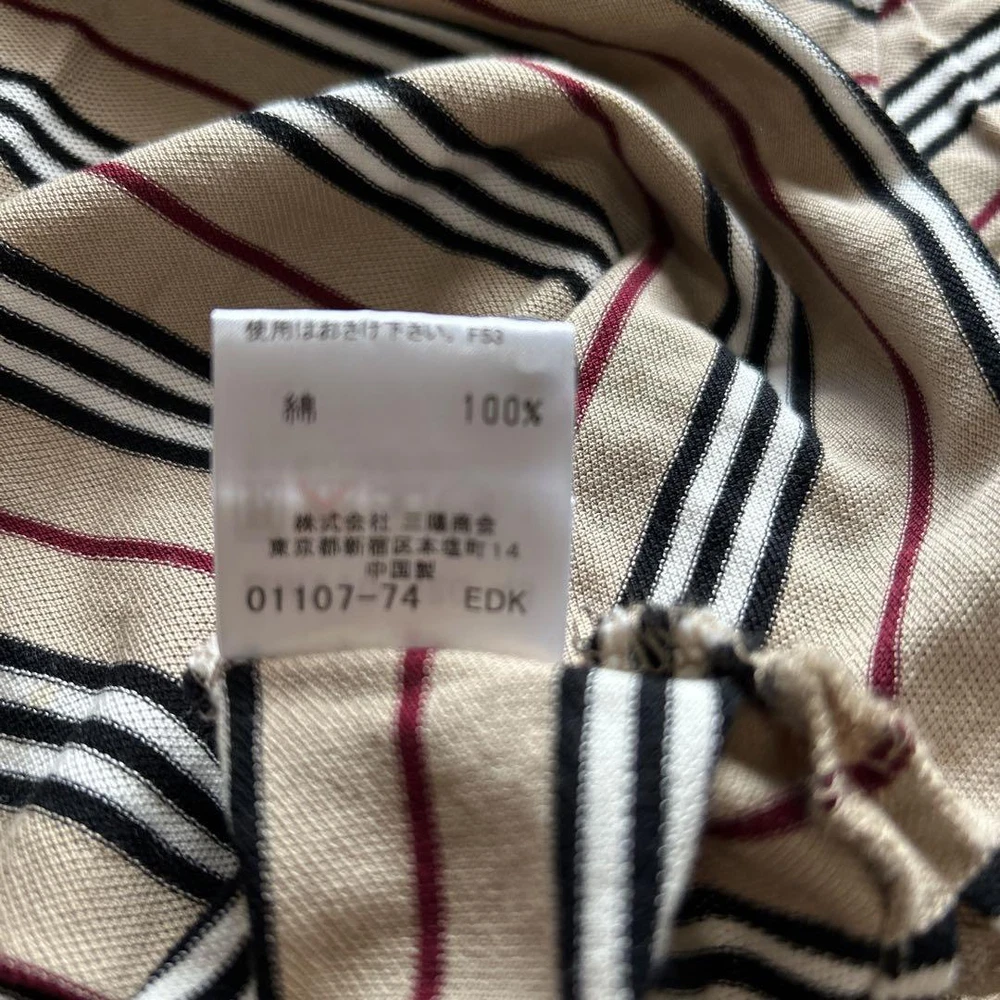 使用はおさけ下さい。F53
綿 100%
株式会社 三陽商会
東京都新宿区本塩町14
中国製
01107-74 EDK